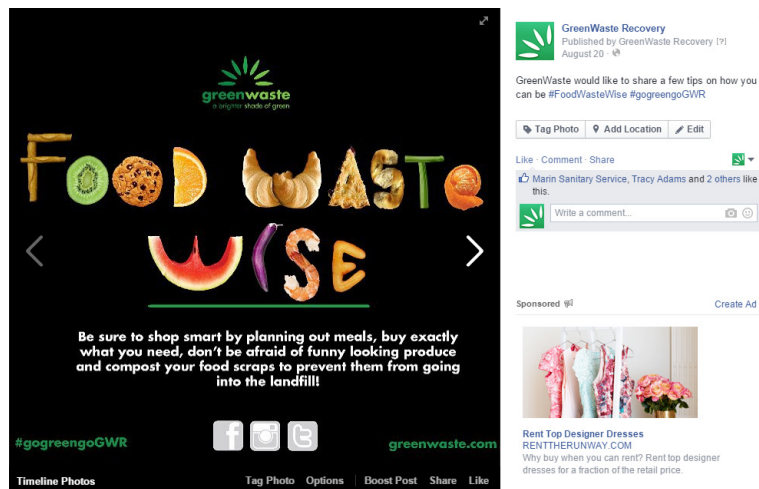 greenwaste
a brighter shade of green
FOOD WASTE
WISE
Be sure to shop smart by planning out meals, buy exactly
what you need, don't be afraid of funny looking produce
and compost your food scraps to prevent them from going
into the landfill!
#gogreengoGWR
greenwaste.com
Timeline Photos
Tag Photo Options Boost Post Share Like
GreenWaste Recovery
Published by GreenWaste Recovery [?]
August 20 ·
GreenWaste would like to share a few tips on how you
can be #FoodWasteWise #gogreengoGWR
Tag Photo Add Location Edit
Like · Comment · Share
Marin Sanitary Service, Tracy Adams and 2 others like
this.
Write a comment...
Sponsored
Create Ad
Rent Top Designer Dresses
RENTTHERUNWAY.COM
Why buy when you can rent? Rent top designer
dresses for a fraction of the retail price.